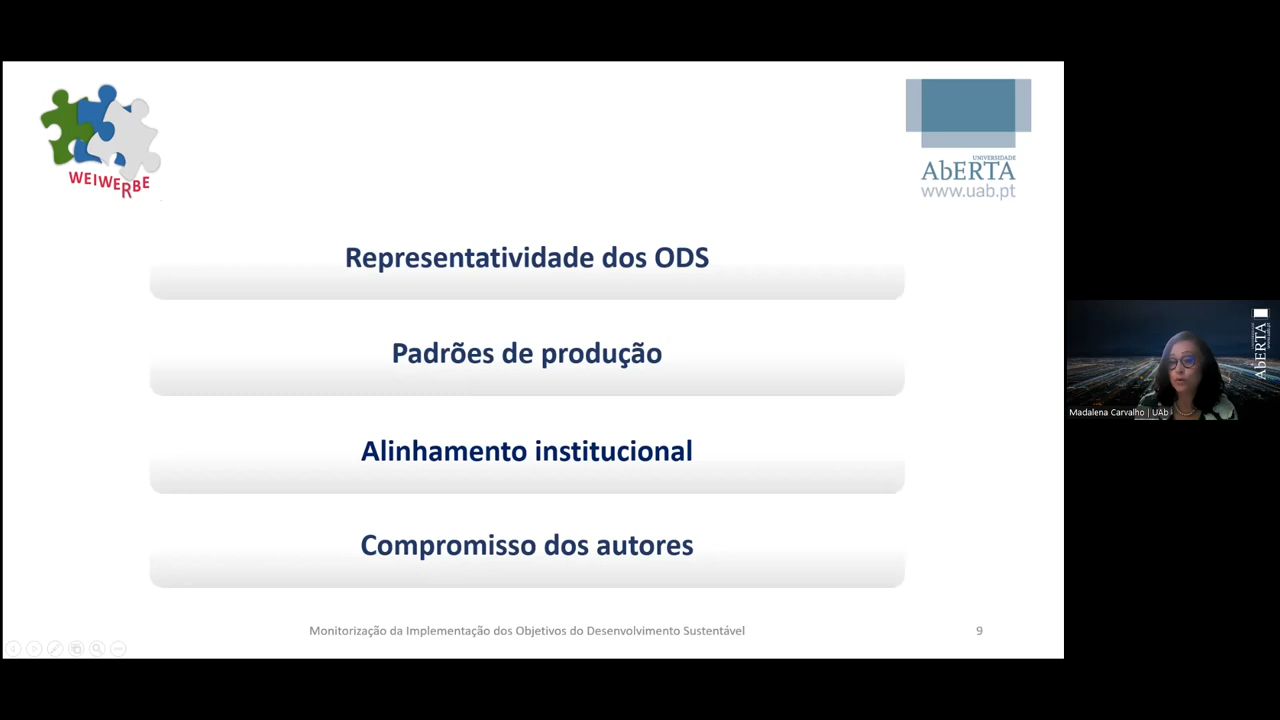 WEIWERBE
UNIVERSIDADE
AbERTA
www.uab.pt
Representatividade dos ODS
Padrões de produção
Alinhamento institucional
Compromisso dos autores
Monitorização da Implementação dos Objetivos do Desenvolvimento Sustentável
9
AbERTA
Madalena Carvalho | UAb